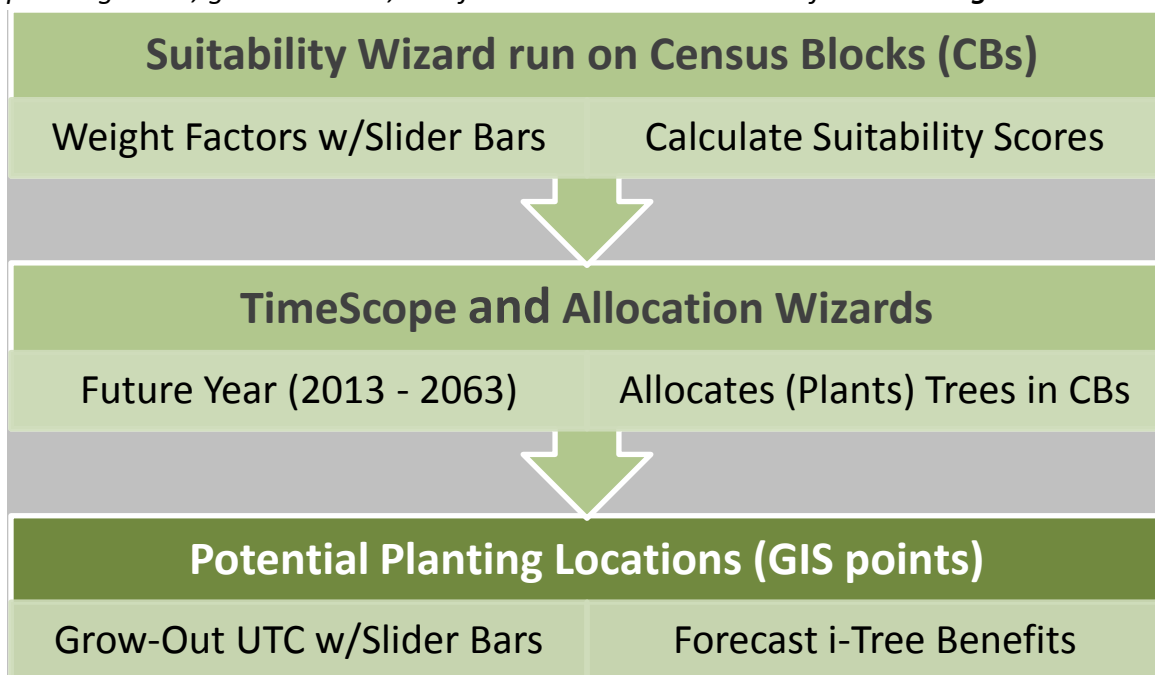 Suitability Wizard run on Census Blocks (CBs)
Weight Factors w/Slider Bars
Calculate Suitability Scores
TimeScope and Allocation Wizards
Future Year (2013 - 2063)
Allocates (Plants) Trees in CBs
Potential Planting Locations (GIS points)
Grow-Out UTC w/Slider Bars
Forecast i-Tree Benefits